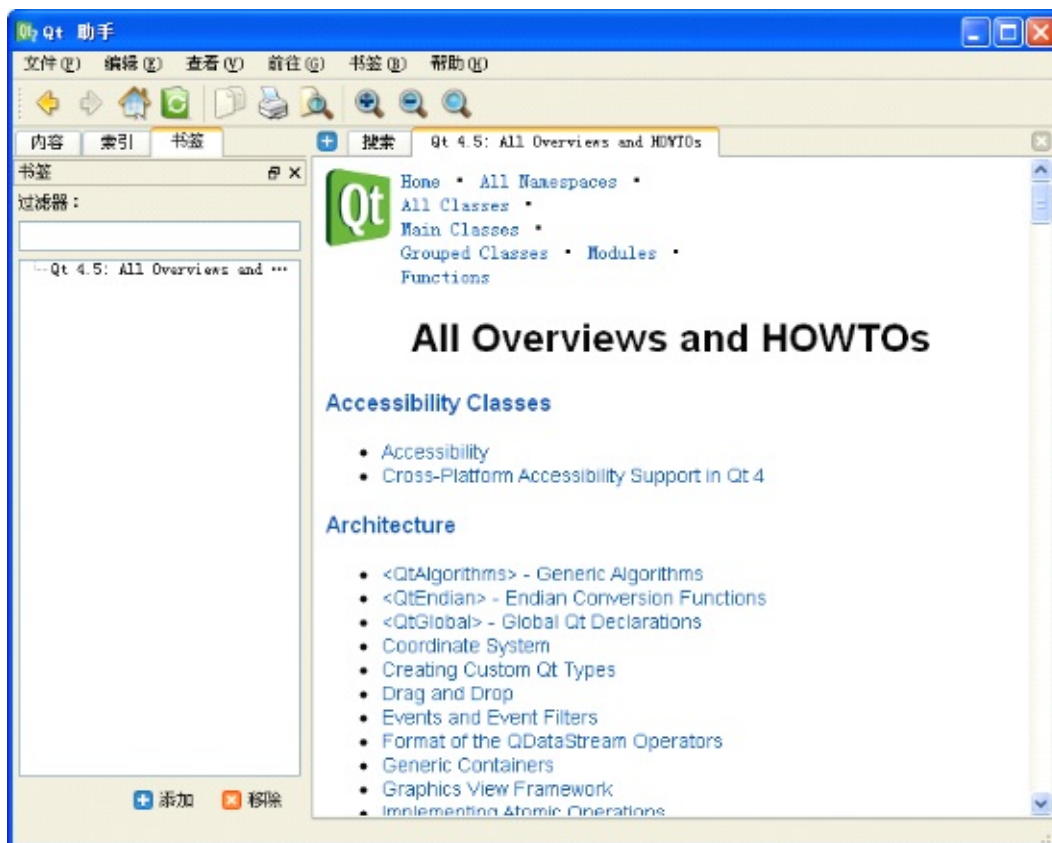 Qt 助手
文件(F) 编辑(E) 查看(V) 前往(G) 书签(B) 帮助(H)
内容 索引 书签
搜索 Qt 4.5: All Overviews and HOWTOs
书签
过滤器：
Qt 4.5: All Overviews and ...
添加 移除
Qt
Home • All Namespaces •
All Classes •
Main Classes •
Grouped Classes • Modules •
Functions
All Overviews and HOWTOs
Accessibility Classes
• Accessibility
• Cross-Platform Accessibility Support in Qt 4
Architecture
• <QtAlgorithms> - Generic Algorithms
• <QtEndian> - Endian Conversion Functions
• <QtGlobal> - Global Qt Declarations
• Coordinate System
• Creating Custom Qt Types
• Drag and Drop
• Events and Event Filters
• Format of the QDataStream Operators
• Generic Containers
• Graphics View Framework
• Implementing Atomic Operations